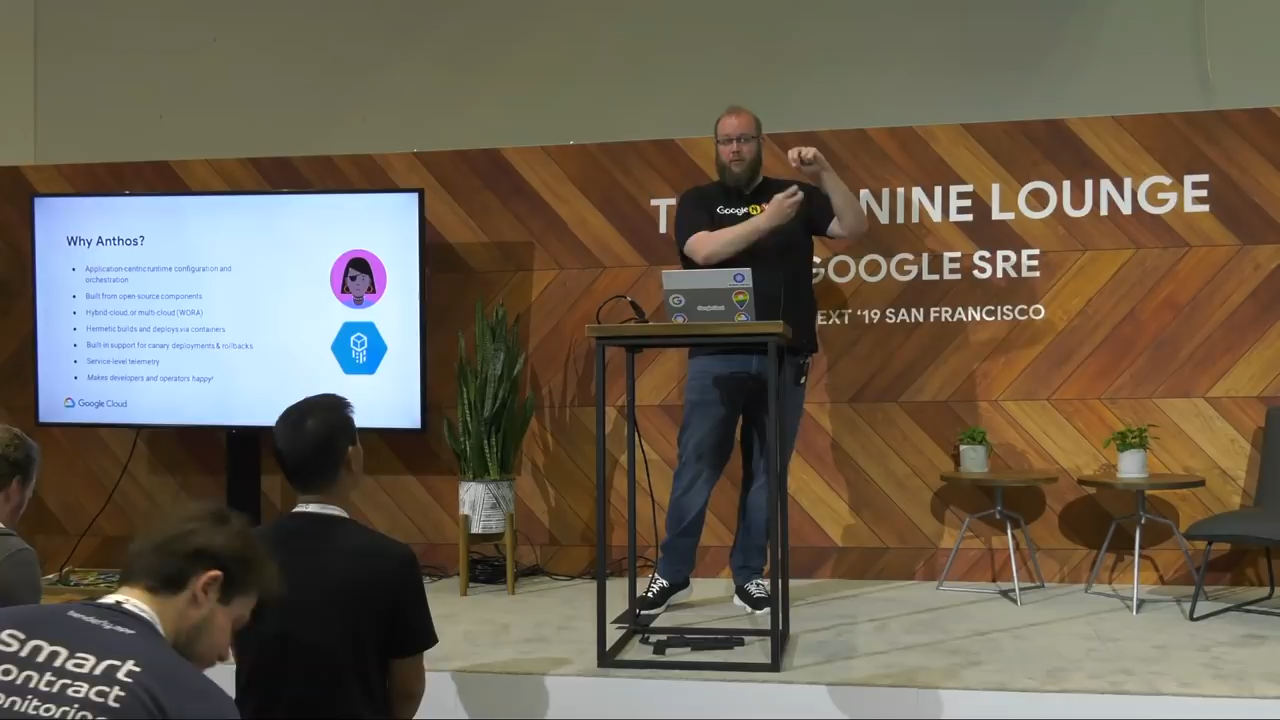 Why Anthos?
Application-centric runtime configuration and
orchestration
Built from open-source components
Hybrid-cloud, or multi-cloud (WORA)
Hermetic builds and deploys via containers
Built-in support for canary deployments & rollbacks
Service-level telemetry
Makes developers and operators happy!
Google Cloud
Google
NINE LOUNGE
GOOGLE SRE
EXT ‘19 SAN FRANCISCO
smart
ontract
onitoring